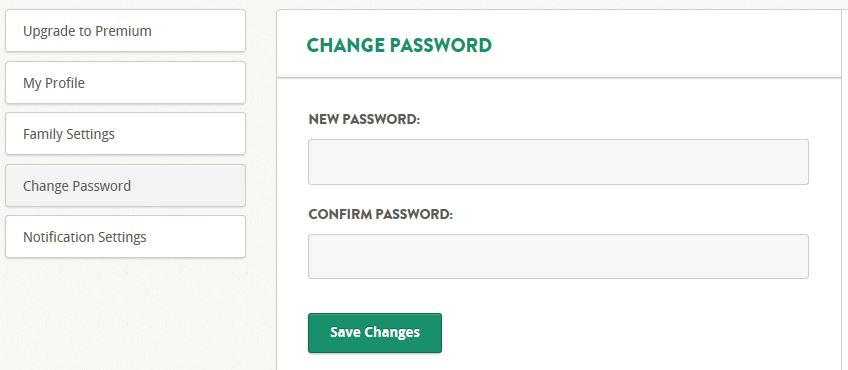 Upgrade to Premium
My Profile
Family Settings
Change Password
Notification Settings
CHANGE PASSWORD
NEW PASSWORD:
CONFIRM PASSWORD:
Save Changes